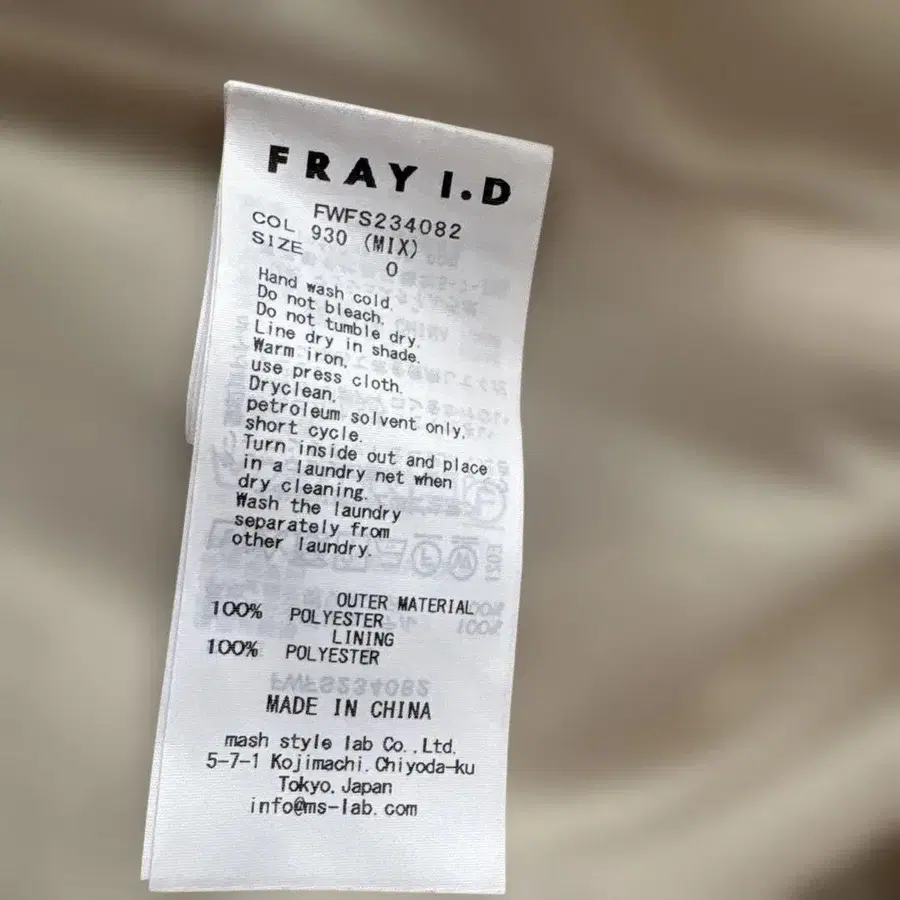 FRAY I.D
FWFS234082
COL 930 (MIX)
SIZE 0
Hand wash cold.
Do not bleach.
Do not tumble dry.
Line dry in shade.
Warm iron,
use press cloth.
Dryclean,
petroleum solvent only,
short cycle.
Turn inside out and place
in a laundry net when
dry cleaning.
Wash the laundry
separately from
other laundry.
OUTER MATERIAL
100% POLYESTER
LINING
100% POLYESTER
MADE IN CHINA
mash style lab Co.,Ltd.
5-7-1 Kojimachi,Chiyoda-ku
Tokyo,Japan
info@ms-lab.com